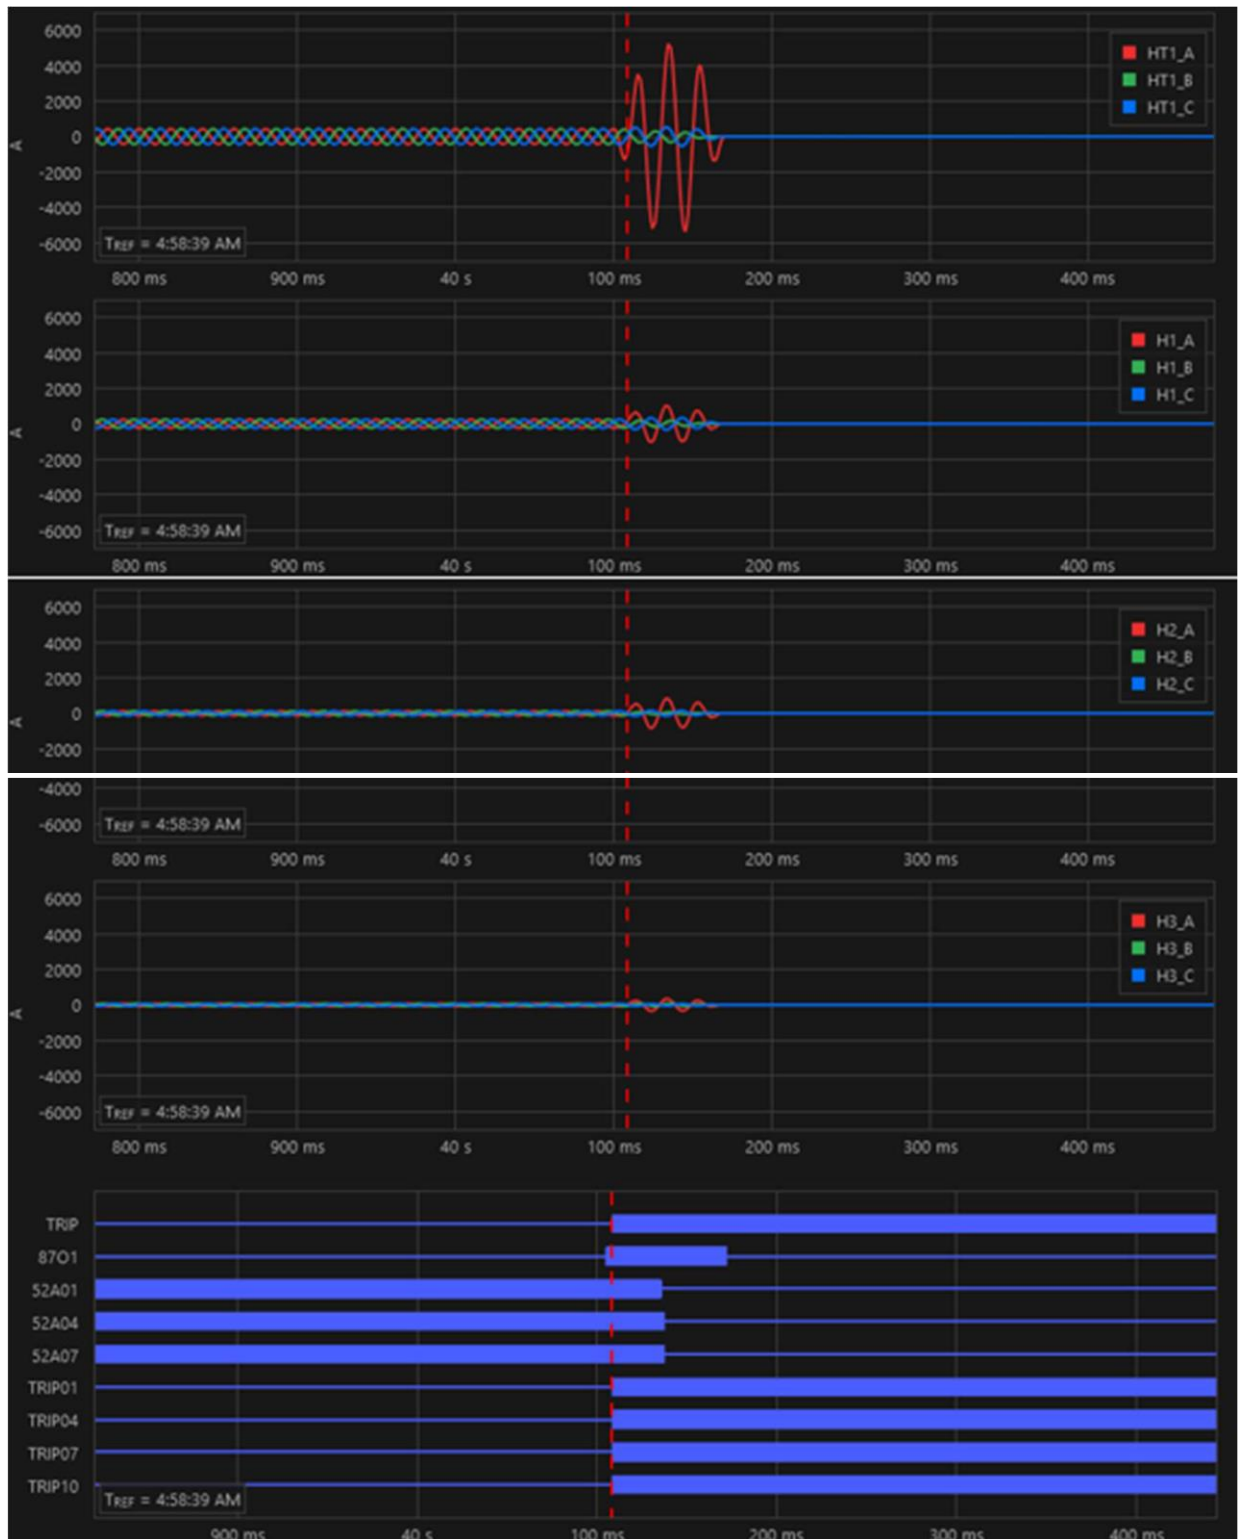 6000
4000
2000
0
-2000
-4000
-6000
A
HT1_A
HT1_B
HT1_C
TREF = 4:58:39 AM
800 ms 900 ms 40 s 100 ms 200 ms 300 ms 400 ms
6000
4000
2000
0
-2000
-4000
-6000
A
H1_A
H1_B
H1_C
TREF = 4:58:39 AM
800 ms 900 ms 40 s 100 ms 200 ms 300 ms 400 ms
6000
4000
2000
0
-2000
A
H2_A
H2_B
H2_C
-4000
-6000
TREF = 4:58:39 AM
800 ms 900 ms 40 s 100 ms 200 ms 300 ms 400 ms
6000
4000
2000
0
-2000
-4000
-6000
A
H3_A
H3_B
H3_C
TREF = 4:58:39 AM
800 ms 900 ms 40 s 100 ms 200 ms 300 ms 400 ms
TRIP
87O1
52A01
52A04
52A07
TRIP01
TRIP04
TRIP07
TRIP10
TREF = 4:58:39 AM
900 ms 40 s 100 ms 200 ms 300 ms 400 ms